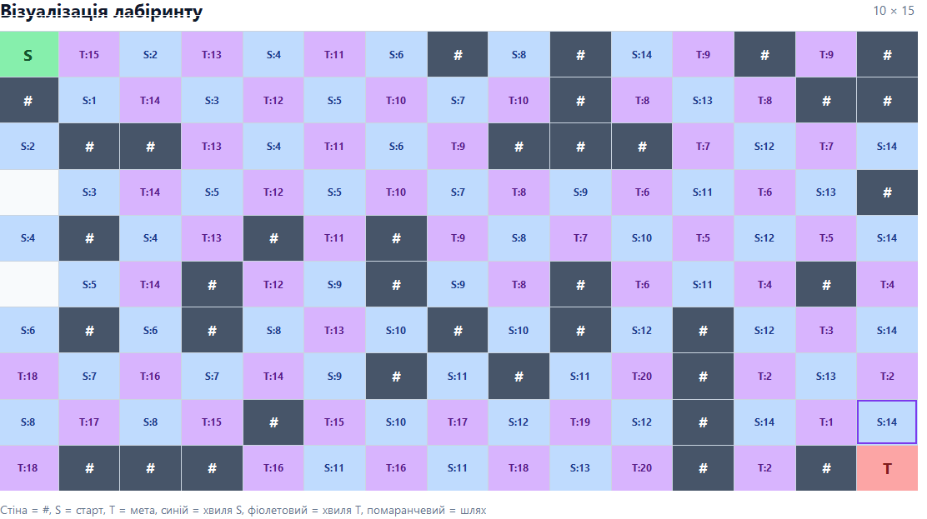 Візуалізація лабіринту 10 × 15
S T:15 S:2 T:13 S:4 T:11 S:6 # S:8 # S:14 T:9 # T:9 #
# S:1 T:14 S:3 T:12 S:5 T:10 S:7 T:10 # T:8 S:13 T:8 # #
S:2 # # T:13 S:4 T:11 S:6 T:9 # # # T:7 S:12 T:7 S:14
S:3 T:14 S:5 T:12 S:5 T:10 S:7 T:8 S:9 T:6 S:11 T:6 S:13 #
S:4 # S:4 T:13 # T:11 # T:9 S:8 T:7 S:10 T:5 S:12 T:5 S:14
S:5 T:14 # T:12 S:9 # S:9 T:8 # T:6 S:11 T:4 # T:4
S:6 # S:6 # S:8 T:13 S:10 # S:10 # S:12 # S:12 T:3 S:14
T:18 S:7 T:16 S:7 T:14 S:9 # S:11 # S:11 T:20 # T:2 S:13 T:2
S:8 T:17 S:8 T:15 # T:15 S:10 T:17 S:12 T:19 S:12 # S:14 T:1 S:14
T:18 # # # T:16 S:11 T:16 S:11 T:18 S:13 T:20 # T:2 # T
Стіна = #, S = старт, T = мета, синій = хвиля S, фіолетовий = хвиля T, помаранчевий = шлях